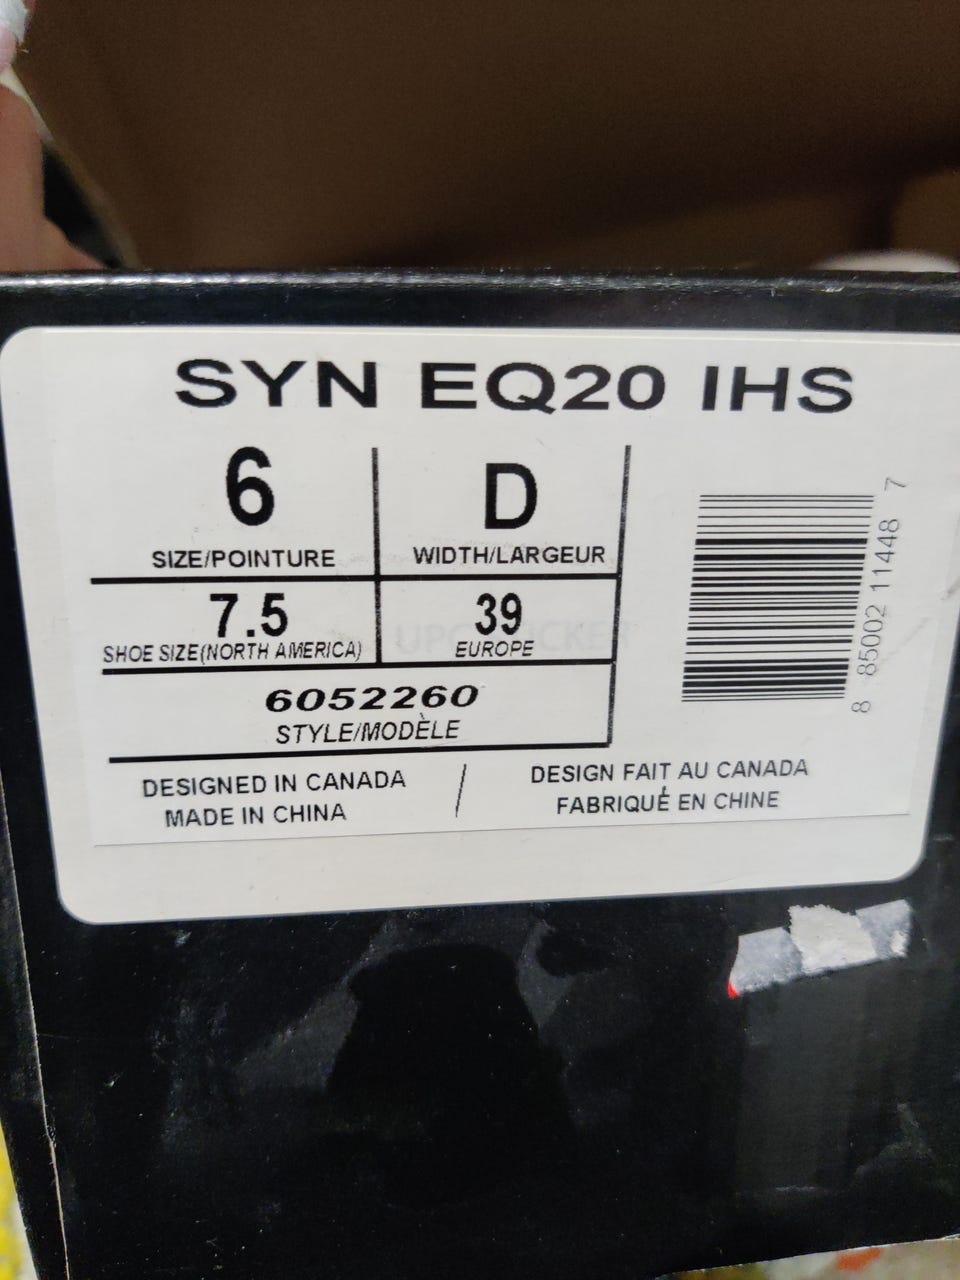 SYN EQ20 IHS
6 D
SIZE/POINTURE WIDTH/LARGEUR
7.5 39
SHOE SIZE(NORTH AMERICA) EUROPE
6052260
STYLE/MODÈLE
8 85002 11448 7
DESIGNED IN CANADA / DESIGN FAIT AU CANADA
MADE IN CHINA FABRIQUÉ EN CHINE